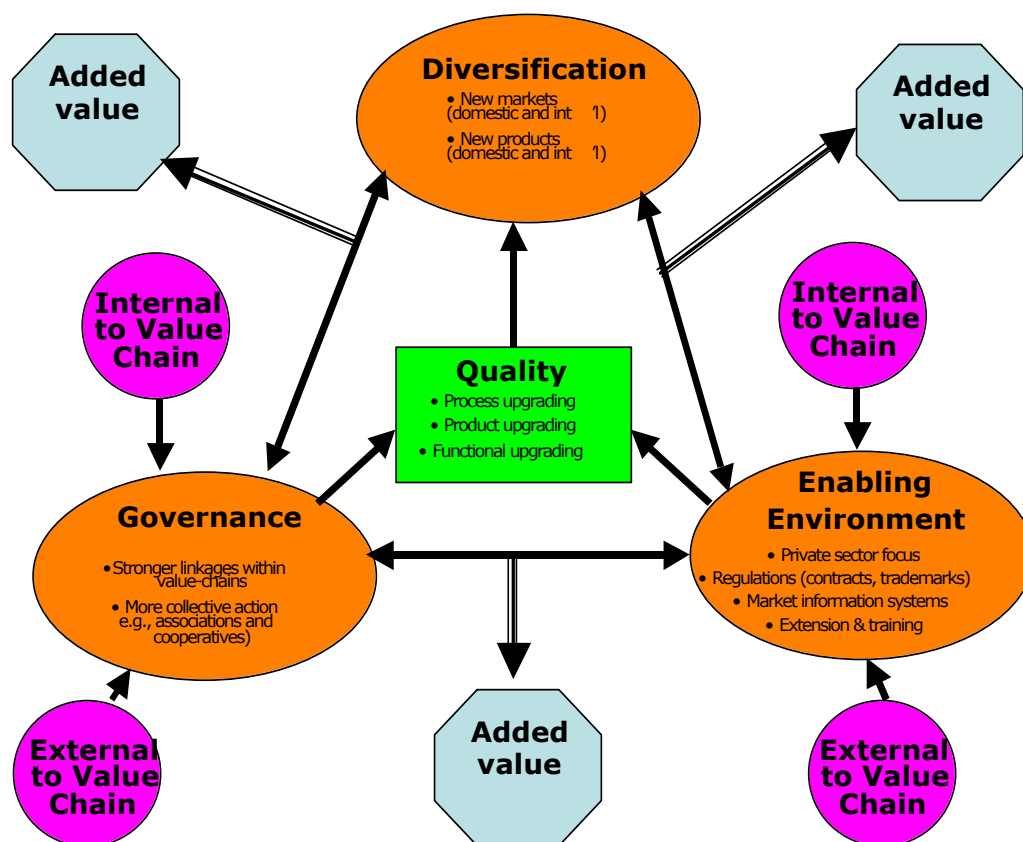 Added
value
Diversification
• New markets
(domestic and int'l)
• New products
(domestic and int'l)
Added
value
Internal
to Value
Chain
Internal
to Value
Chain
Quality
• Process upgrading
• Product upgrading
• Functional upgrading
Governance
•Stronger linkages within
value-chains
• More collective action
e.g., associations and
cooperatives)
Enabling
Environment
• Private sector focus
• Regulations (contracts, trademarks)
• Market information systems
• Extension & training
External
to Value
Chain
Added
value
External
to Value
Chain